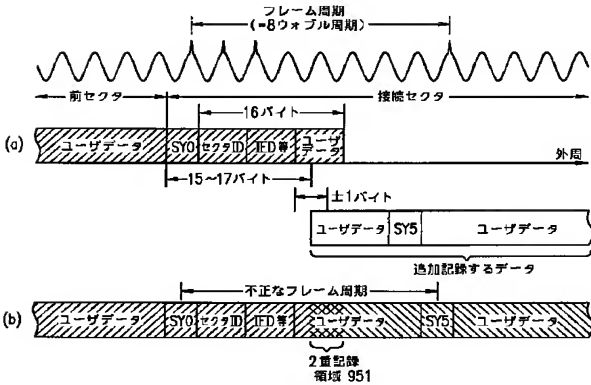 フレーム周期
(=8ウォブル周期)
前セクタ
接続セクタ
16バイト
(a)
ユーザデータ
SY0
セクタID
IED等
ユーザ
データ
外周
15~17バイト
±1バイト
ユーザデータ
SY5
ユーザデータ
追加記録するデータ
不正なフレーム周期
(b)
ユーザデータ
SY0
セクタID
IED等
ユーザデータ
SY5
ユーザデータ
2重記録
領域 951